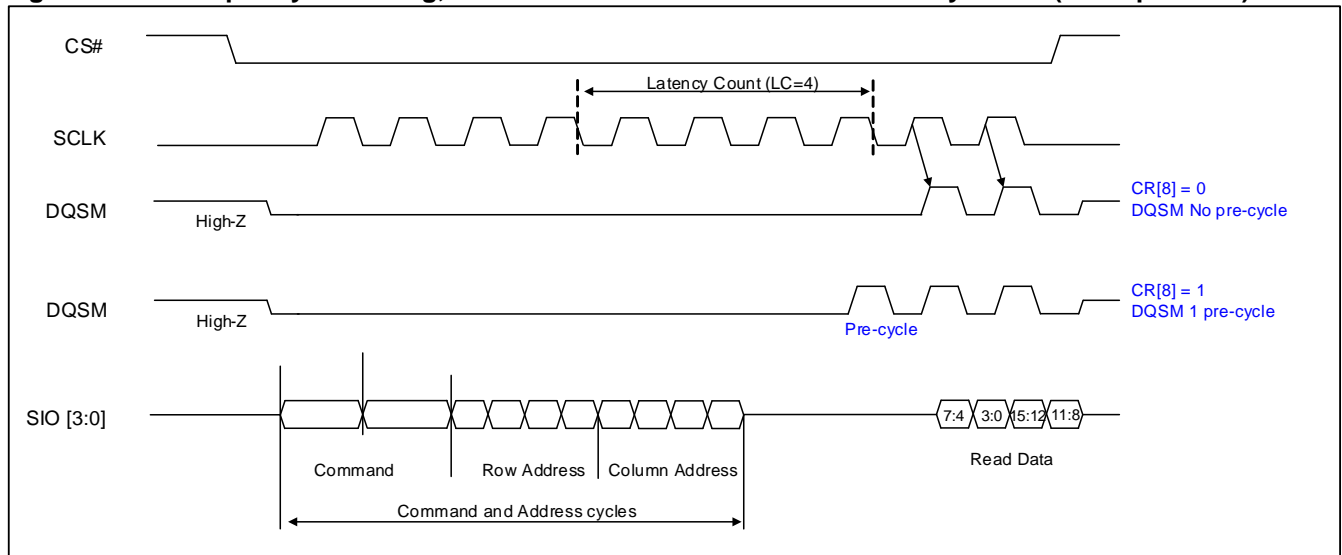 CS#
Latency Count (LC=4)
SCLK
DQSM
High-Z
CR[8] = 0
DQSM No pre-cycle
DQSM
High-Z
Pre-cycle
CR[8] = 1
DQSM 1 pre-cycle
SIO [3:0]
7:4 3:0 15:12 11:8
Command Row Address Column Address Read Data
Command and Address cycles